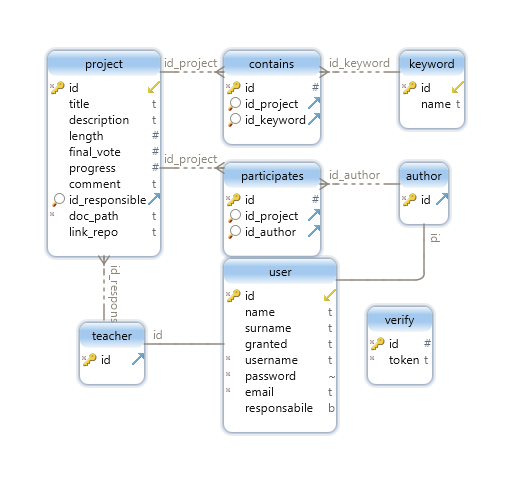 project
id
title t
description t
length #
final_vote #
progress #
comment t
id_responsible
doc_path t
link_repo t
id_project
contains
id #
id_project
id_keyword
id_keyword
keyword
id
name t
id_project
participates
id #
id_project
id_author
id_author
author
id
id
id_respons
teacher
id
id
user
id
name t
surname t
granted t
username t
password ~
email t
responsabile b
verify
id #
token t